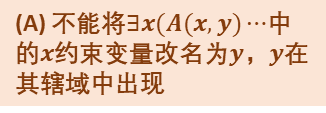 (A) 不能将∃x(A(x, y) ⋯中
的x约束变量改名为y，y在
其辖域中出现